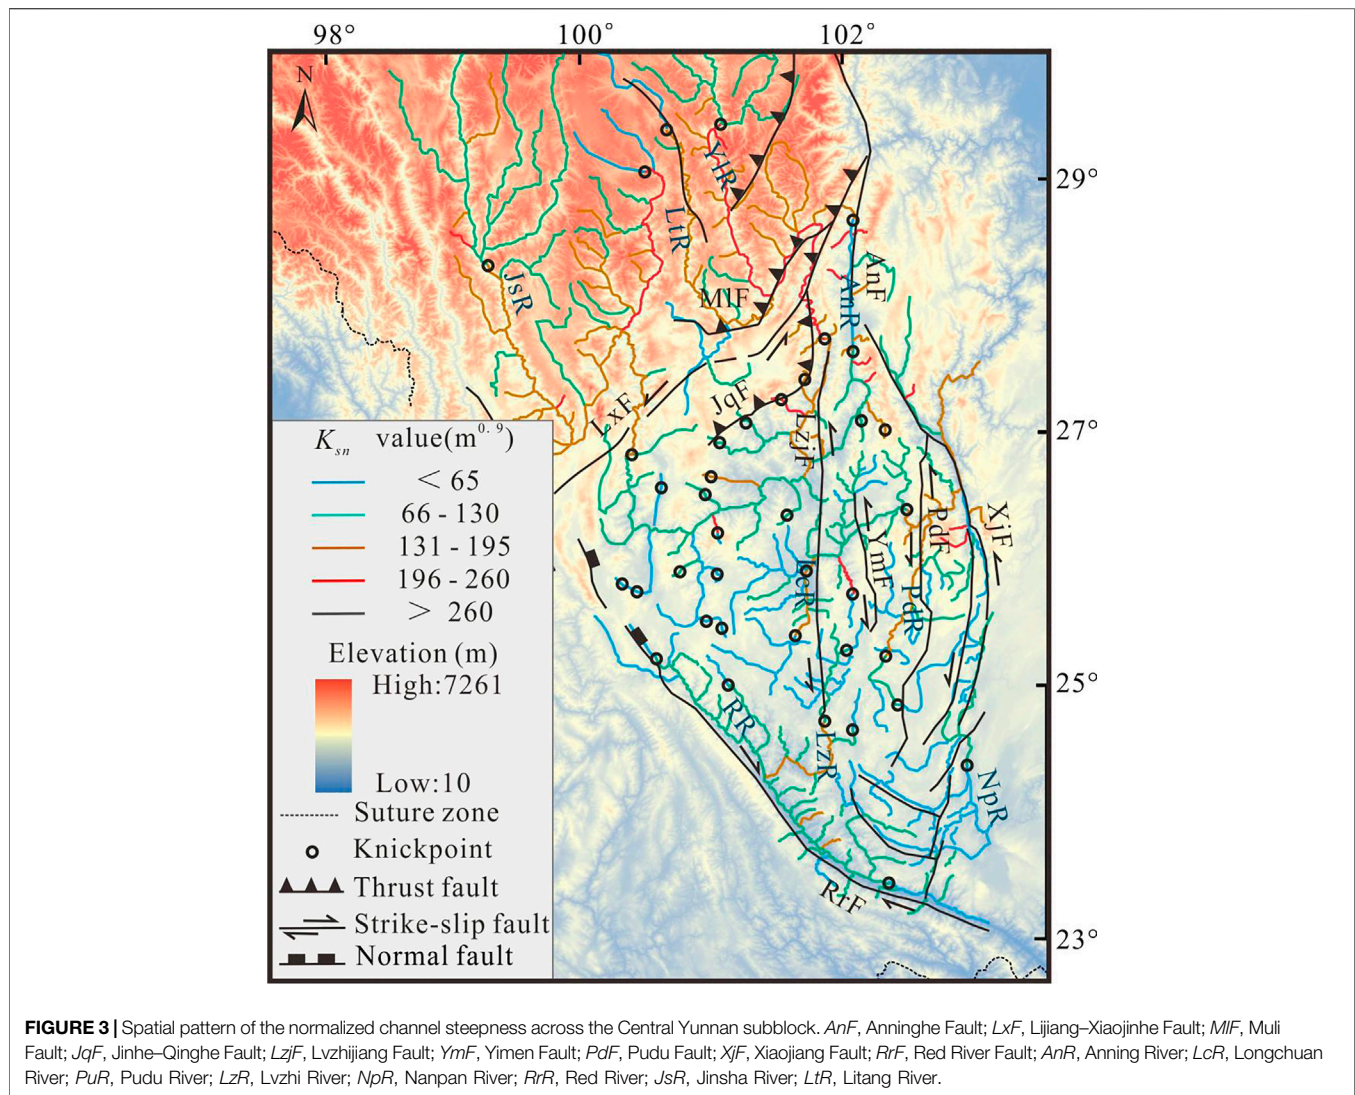 98° 100° 102°
N
29°
27°
25°
23°
YlR
LtR
JsR
MlF
AnF
AnR
JqF
LxF
LzjF
XjF
PdF
YmF
PdR
LcR
RR
LzR
NpR
RrF
Ksn value(m0.9)
< 65
66 - 130
131 - 195
196 - 260
> 260
Elevation (m)
High:7261
Low:10
Suture zone
Knickpoint
Thrust fault
Strike-slip fault
Normal fault
FIGURE 3 | Spatial pattern of the normalized channel steepness across the Central Yunnan subblock. AnF, Anninghe Fault; LxF, Lijiang–Xiaojinhe Fault; MlF, Muli
Fault; JqF, Jinhe–Qinghe Fault; LzjF, Lvzhijiang Fault; YmF, Yimen Fault; PdF, Pudu Fault; XjF, Xiaojiang Fault; RrF, Red River Fault; AnR, Anning River; LcR, Longchuan
River; PuR, Pudu River; LzR, Lvzhi River; NpR, Nanpan River; RrR, Red River; JsR, Jinsha River; LtR, Litang River.